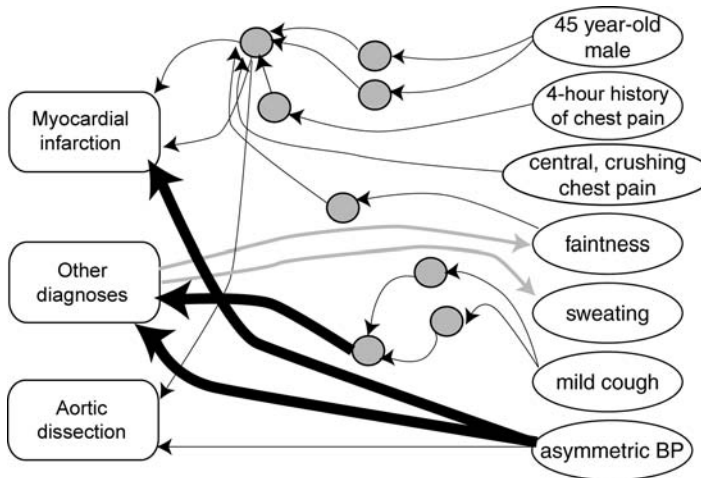 45 year-old
male
Myocardial
infarction
4-hour history
of chest pain
central, crushing
chest pain
faintness
Other
diagnoses
sweating
mild cough
Aortic
dissection
asymmetric BP